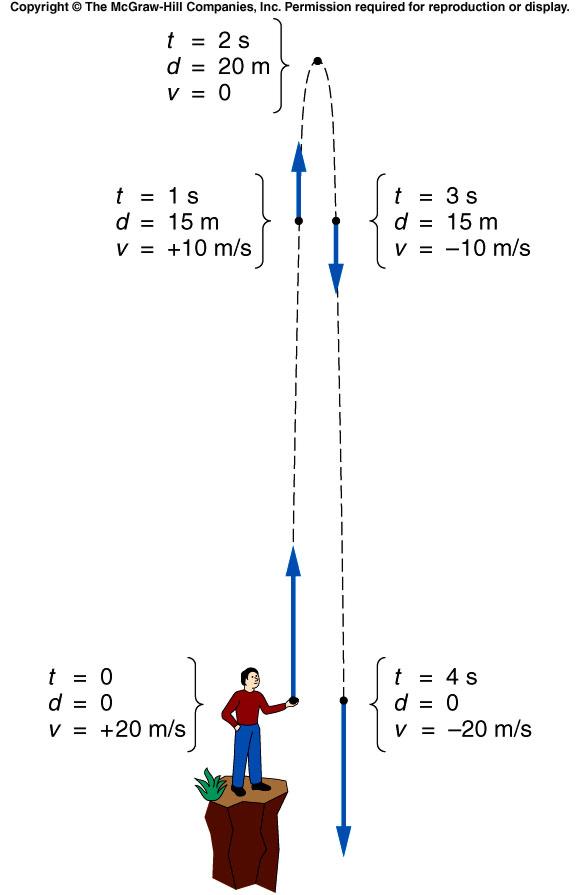 Copyright © The McGraw-Hill Companies, Inc. Permission required for reproduction or display.
t = 2 s
d = 20 m
v = 0
t = 1 s
d = 15 m
v = +10 m/s
t = 3 s
d = 15 m
v = –10 m/s
t = 0
d = 0
v = +20 m/s
t = 4 s
d = 0
v = –20 m/s